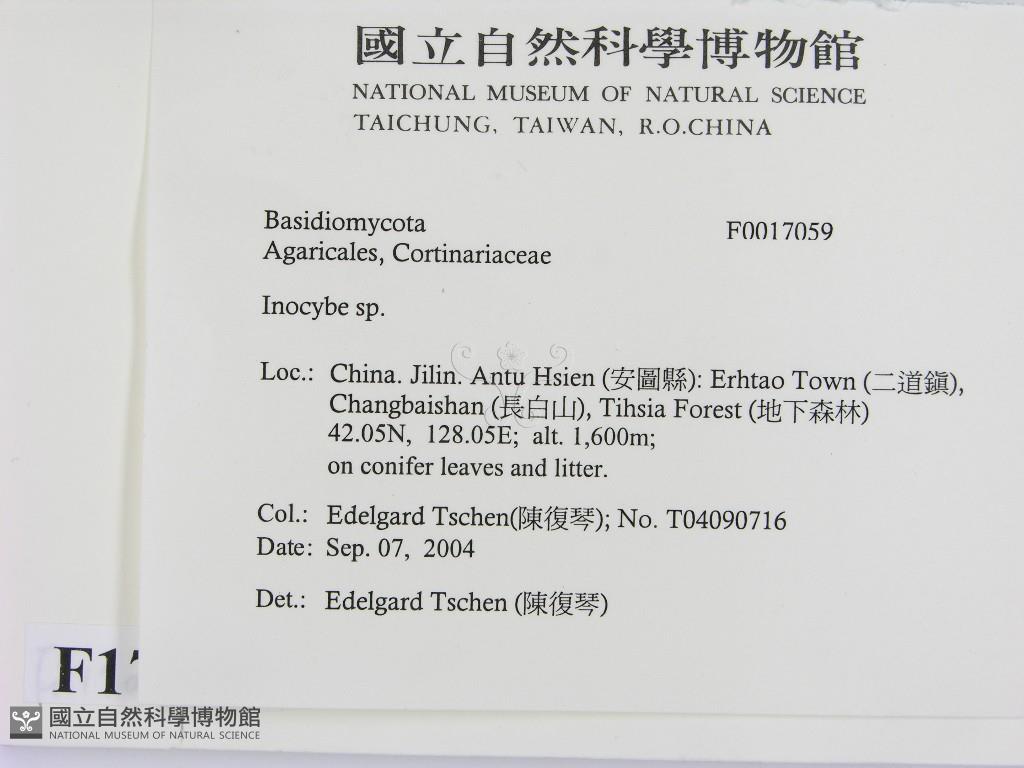 國立自然科學博物館
NATIONAL MUSEUM OF NATURAL SCIENCE
TAICHUNG, TAIWAN, R.O.CHINA
Basidiomycota
F0017059
Agaricales, Cortinariaceae
Inocybe sp.
Loc.: China. Jilin. Antu Hsien (安圖縣): Erhtao Town (二道鎮),
Changbaishan (長白山), Tihsia Forest (地下森林)
42.05N, 128.05E; alt. 1,600m;
on conifer leaves and litter.
Col.: Edelgard Tschen(陳復琴); No. T04090716
Date: Sep. 07, 2004
Det.: Edelgard Tschen (陳復琴)
F17
國立自然科學博物館
NATIONAL MUSEUM OF NATURAL SCIENCE